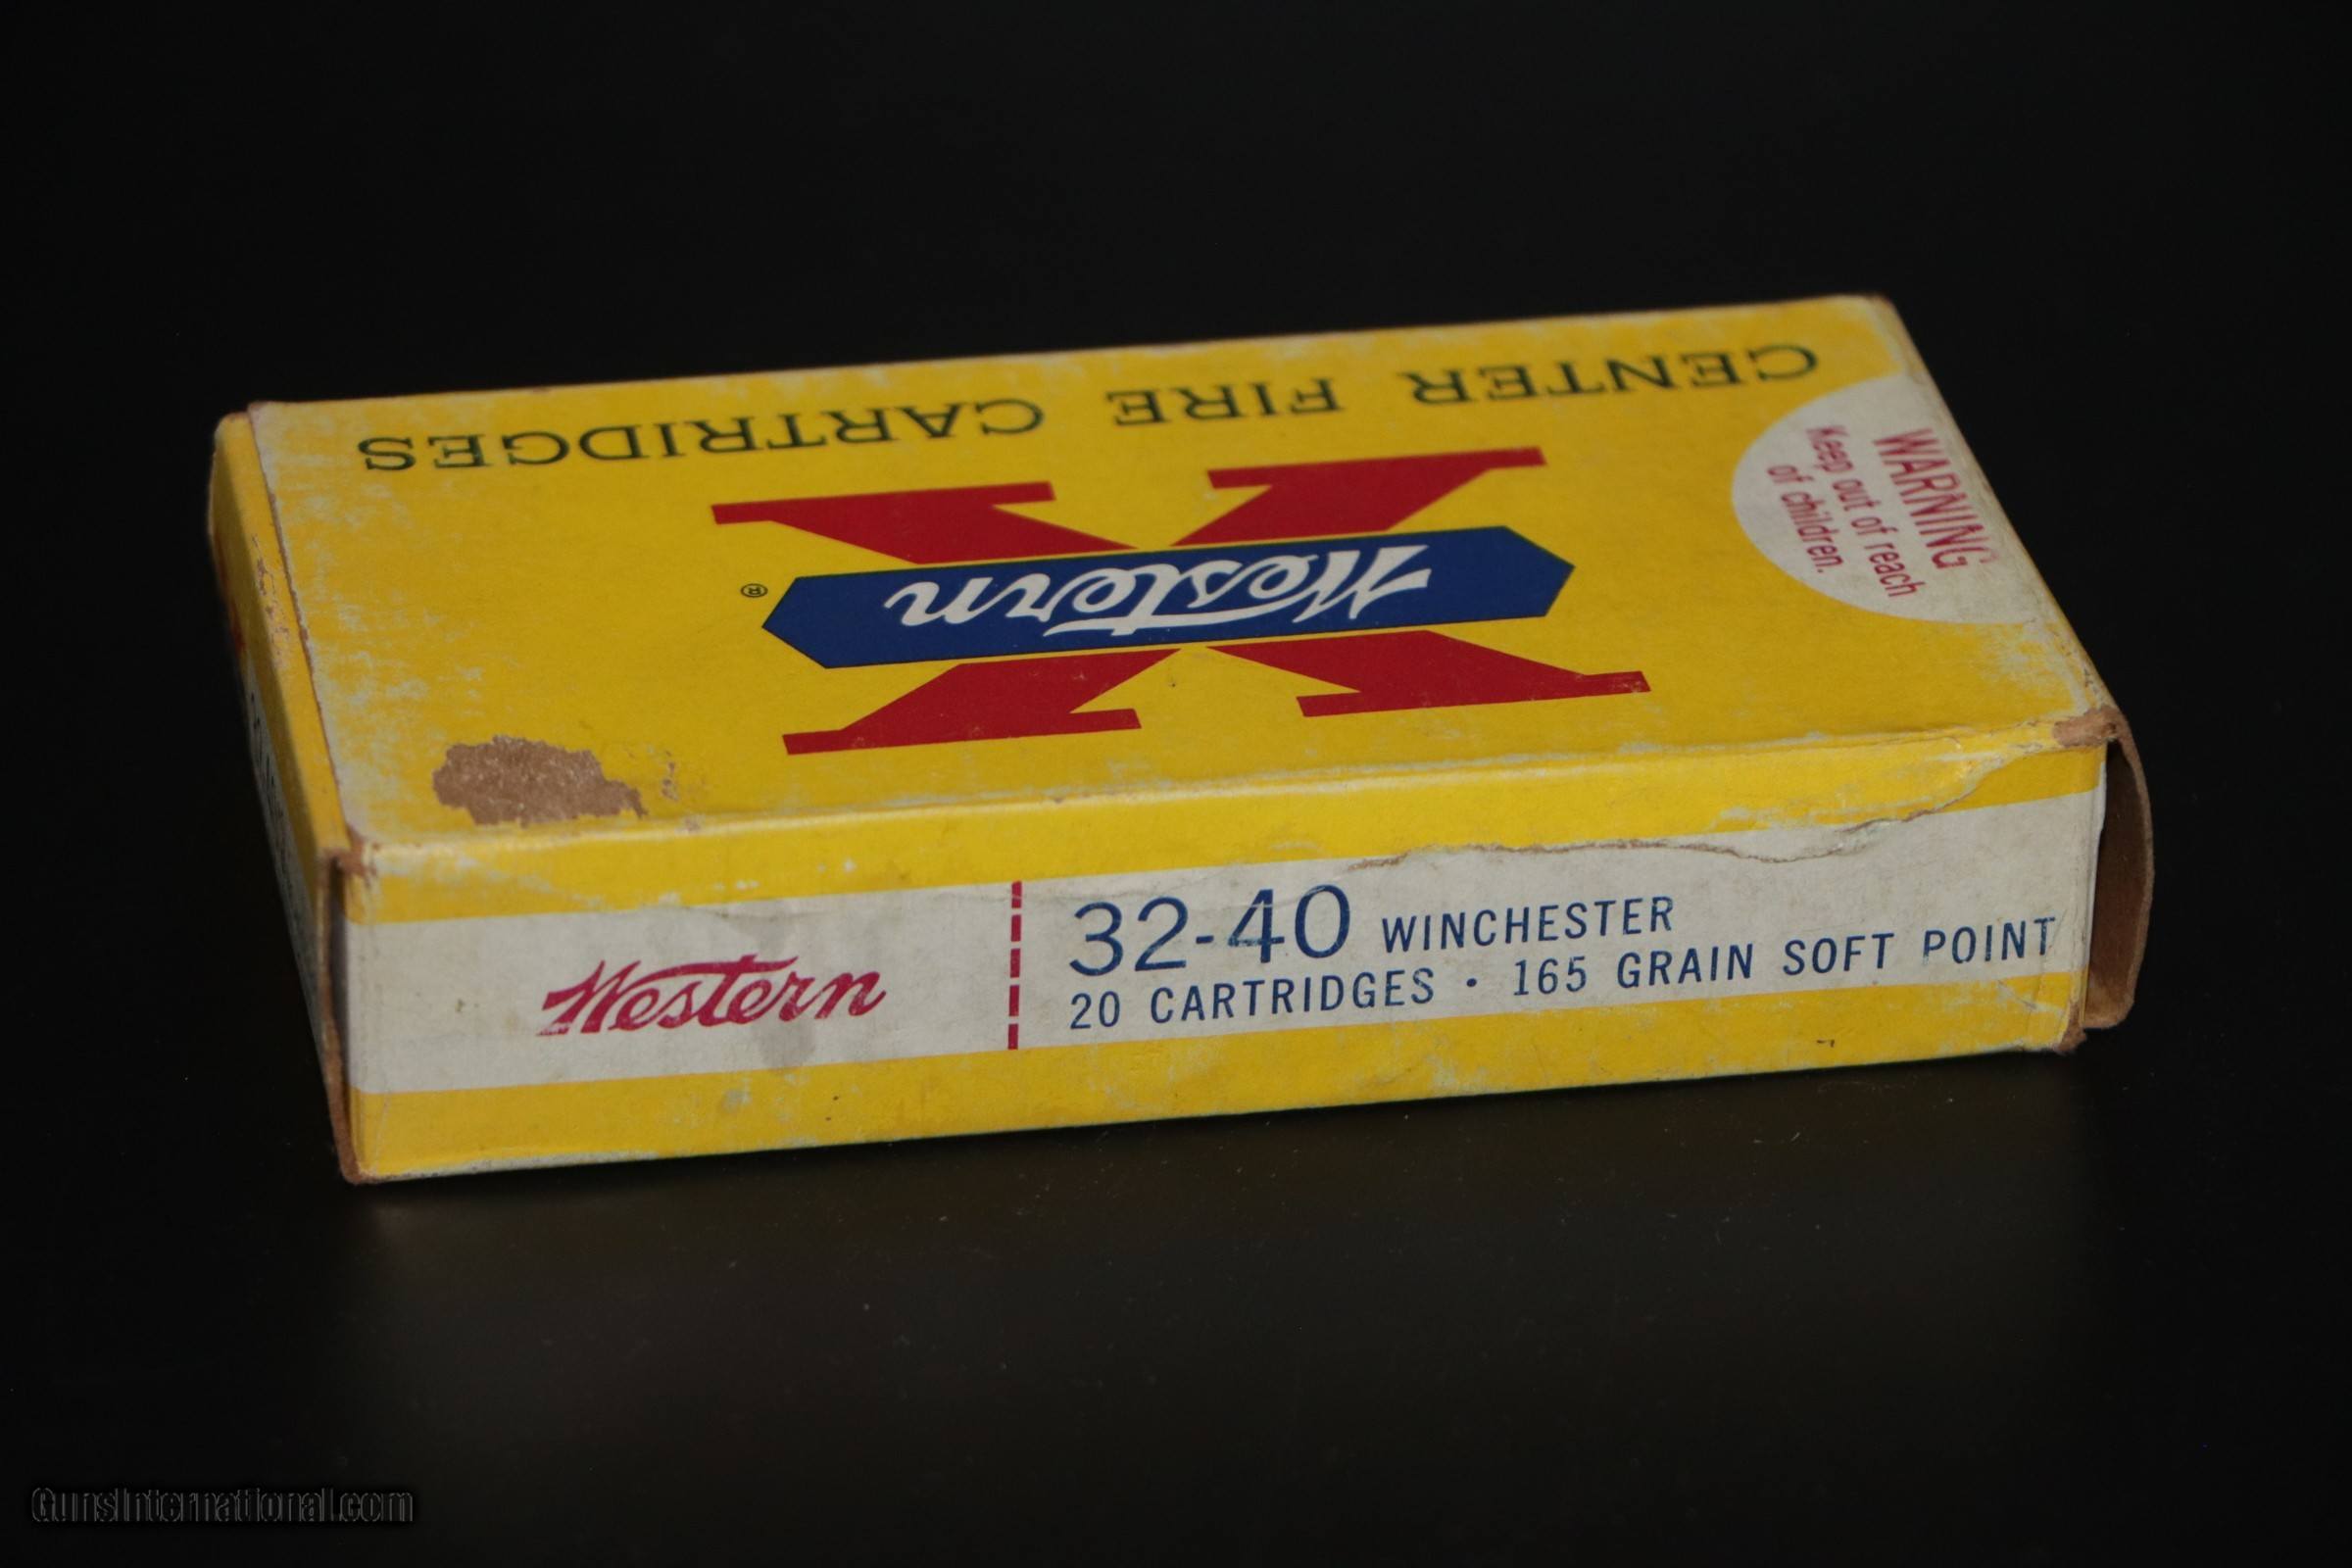 CENTER FIRE CARTRIDGES
Western
®
WARNING
Keep out of reach
of children.
Western
32-40 WINCHESTER
20 CARTRIDGES · 165 GRAIN SOFT POINT
GunsInternational.com